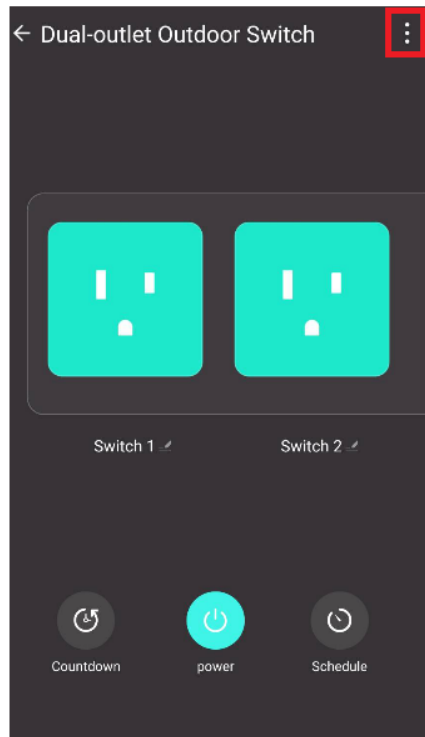 Dual-outlet Outdoor Switch
Switch 1 Switch 2
Countdown power Schedule